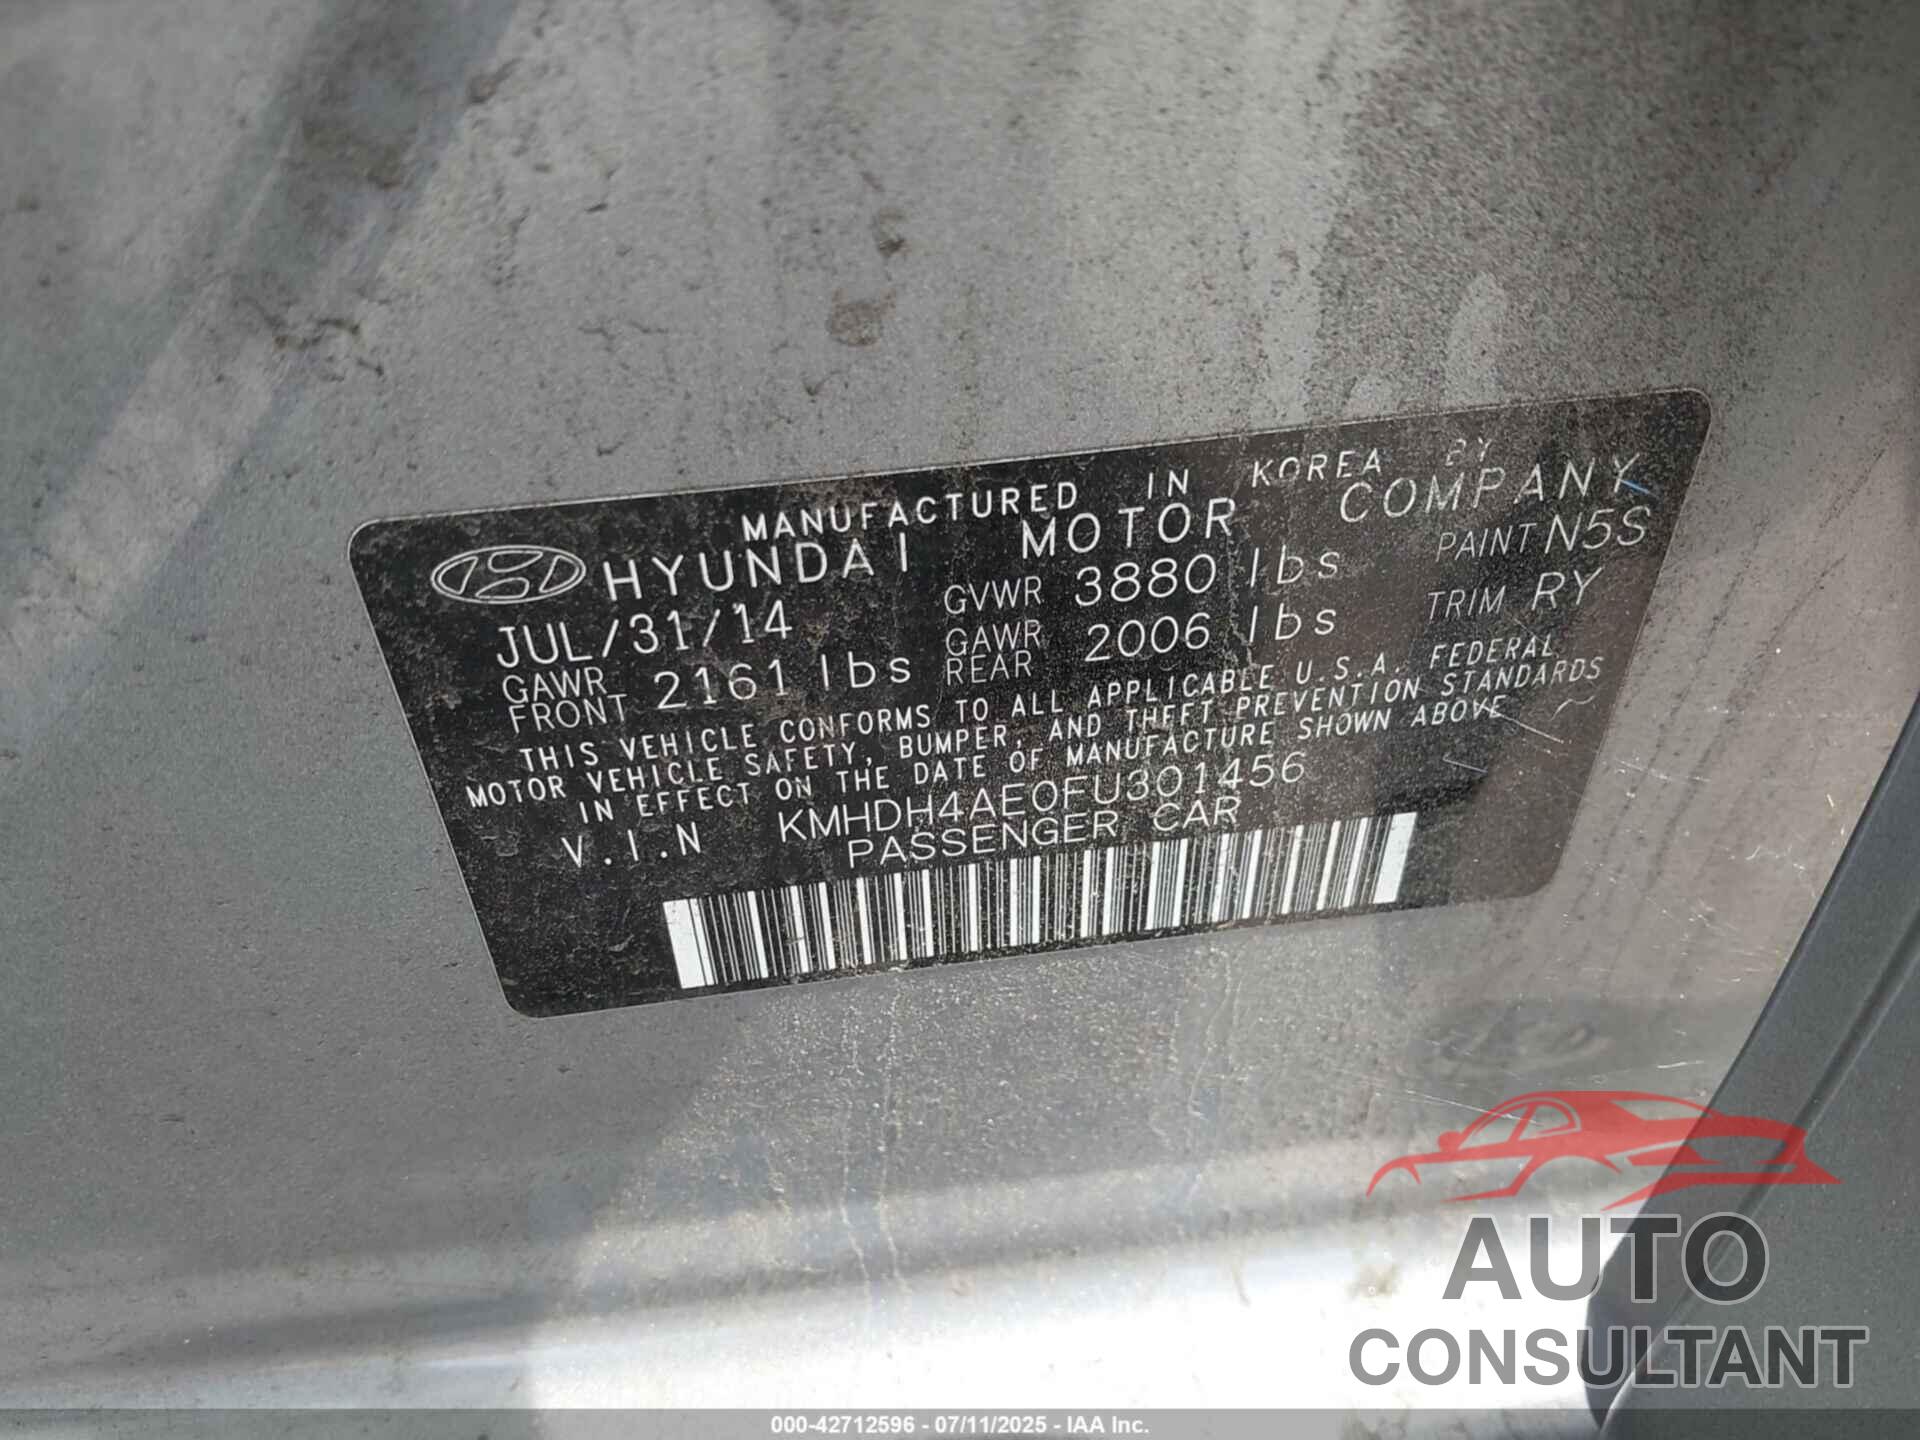 MANUFACTURED IN KOREA BY
HYUNDAI MOTOR COMPANY
JUL/31/14 GVWR 3880 lbs PAINT N5S
GAWR FRONT 2161 lbs GAWR REAR 2006 lbs TRIM RY
THIS VEHICLE CONFORMS TO ALL APPLICABLE U.S.A. FEDERAL
MOTOR VEHICLE SAFETY, BUMPER, AND THEFT PREVENTION STANDARDS
IN EFFECT ON THE DATE OF MANUFACTURE SHOWN ABOVE
V.I.N KMHDH4AE0FU301456
PASSENGER CAR
AUTO
CONSULTANT
000-42712596 - 07/11/2025 - IAA Inc.